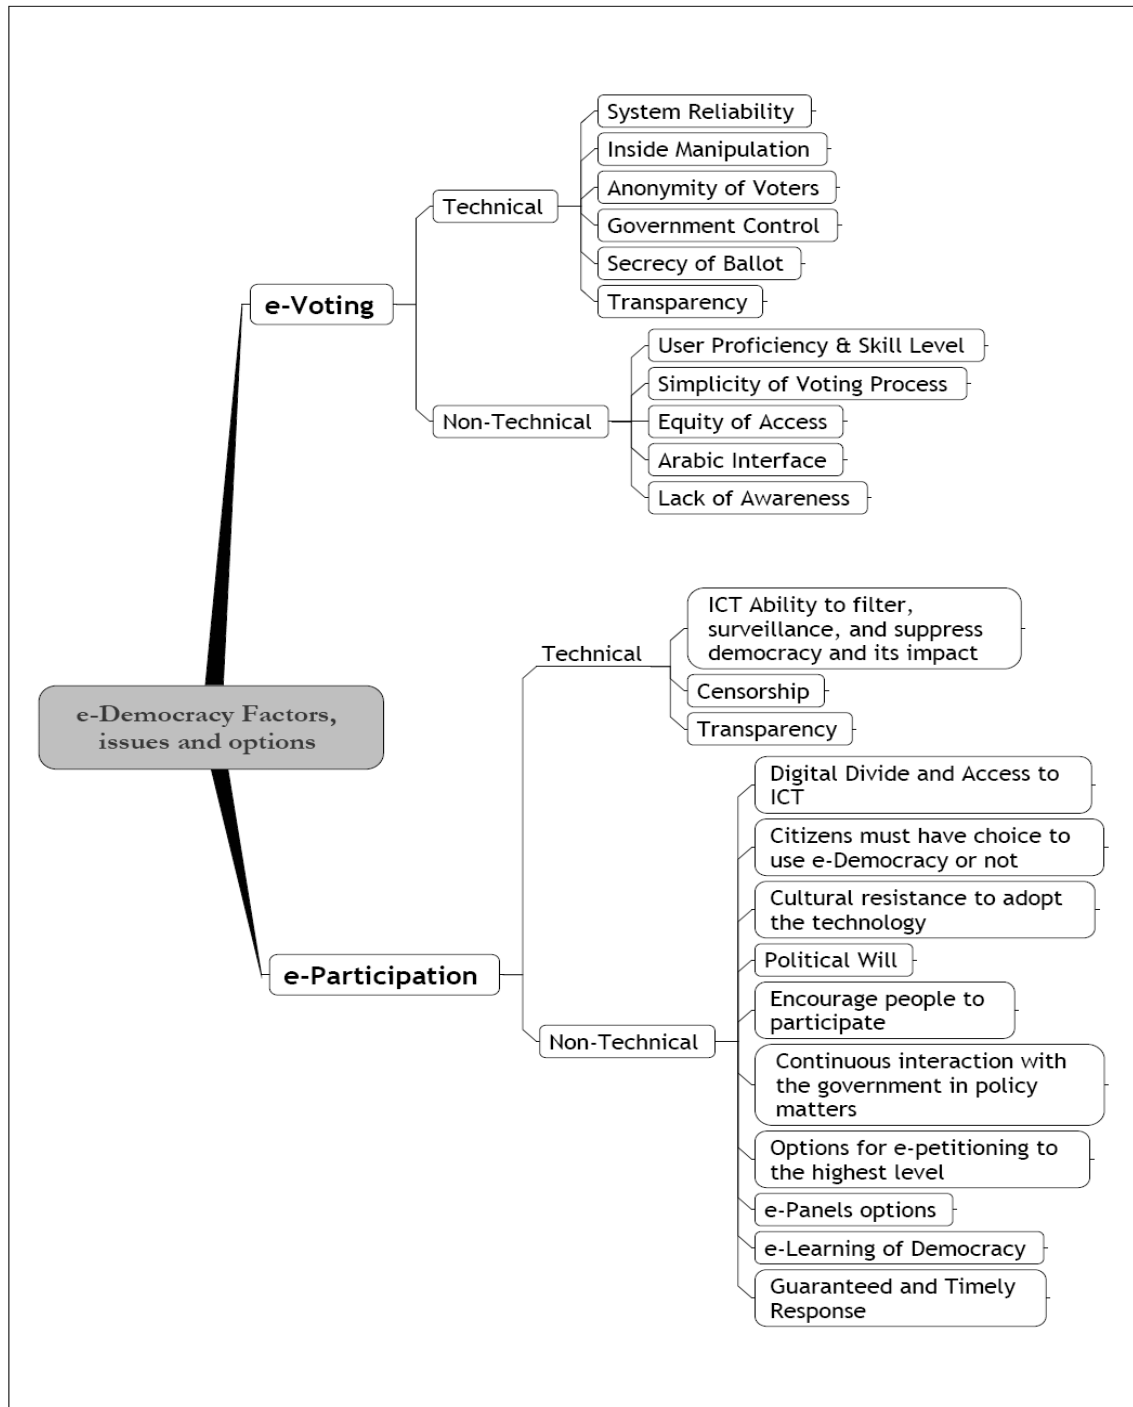 System Reliability
Inside Manipulation
Anonymity of Voters
Technical
Government Control
Secrecy of Ballot
Transparency
e-Voting
User Proficiency & Skill Level
Simplicity of Voting Process
Non-Technical
Equity of Access
Arabic Interface
Lack of Awareness
ICT Ability to filter,
surveillance, and suppress
democracy and its impact
Technical
Censorship
Transparency
e-Democracy Factors,
issues and options
Digital Divide and Access to
ICT
Citizens must have choice to
use e-Democracy or not
Cultural resistance to adopt
the technology
Political Will
e-Participation
Encourage people to
participate
Non-Technical
Continuous interaction with
the government in policy
matters
Options for e-petitioning to
the highest level
e-Panels options
e-Learning of Democracy
Guaranteed and Timely
Response